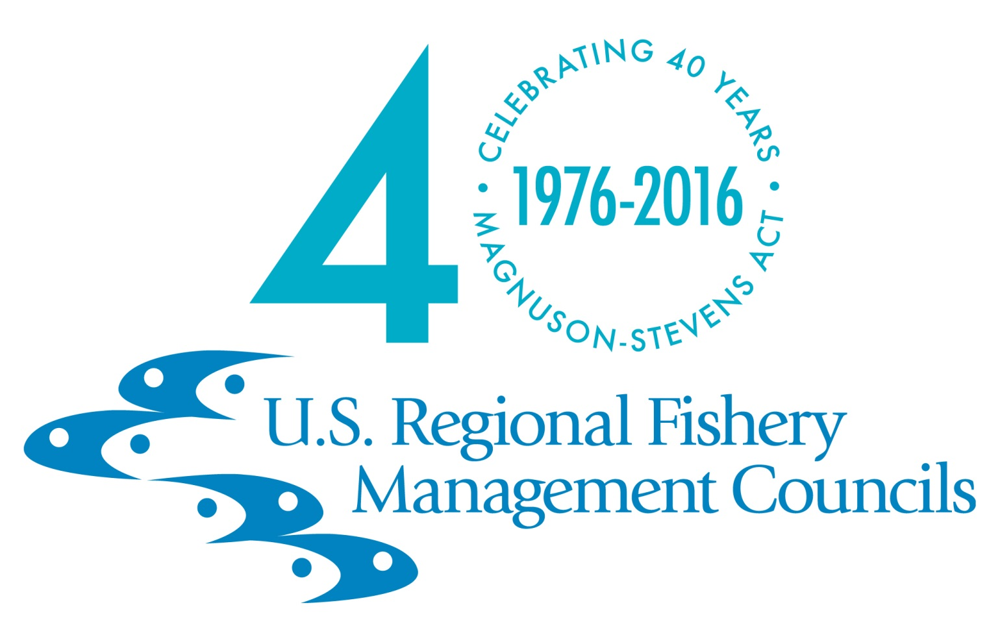 4
CELEBRATING 40 YEARS
1976-2016
• MAGNUSON-STEVENS ACT •
U.S. Regional Fishery
Management Councils